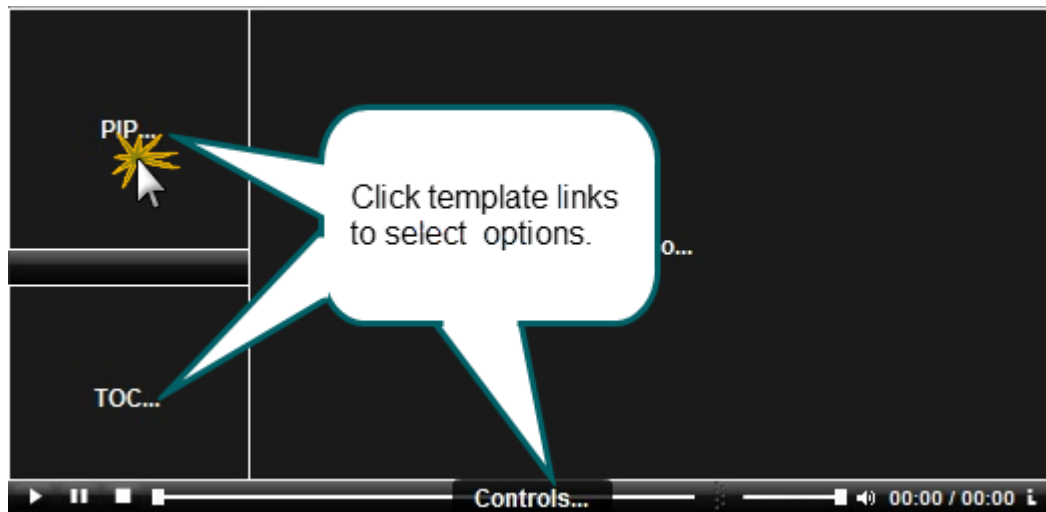 PIP...
Click template links
to select options.
o...
TOC...
Controls...
00:00 / 00:00 i